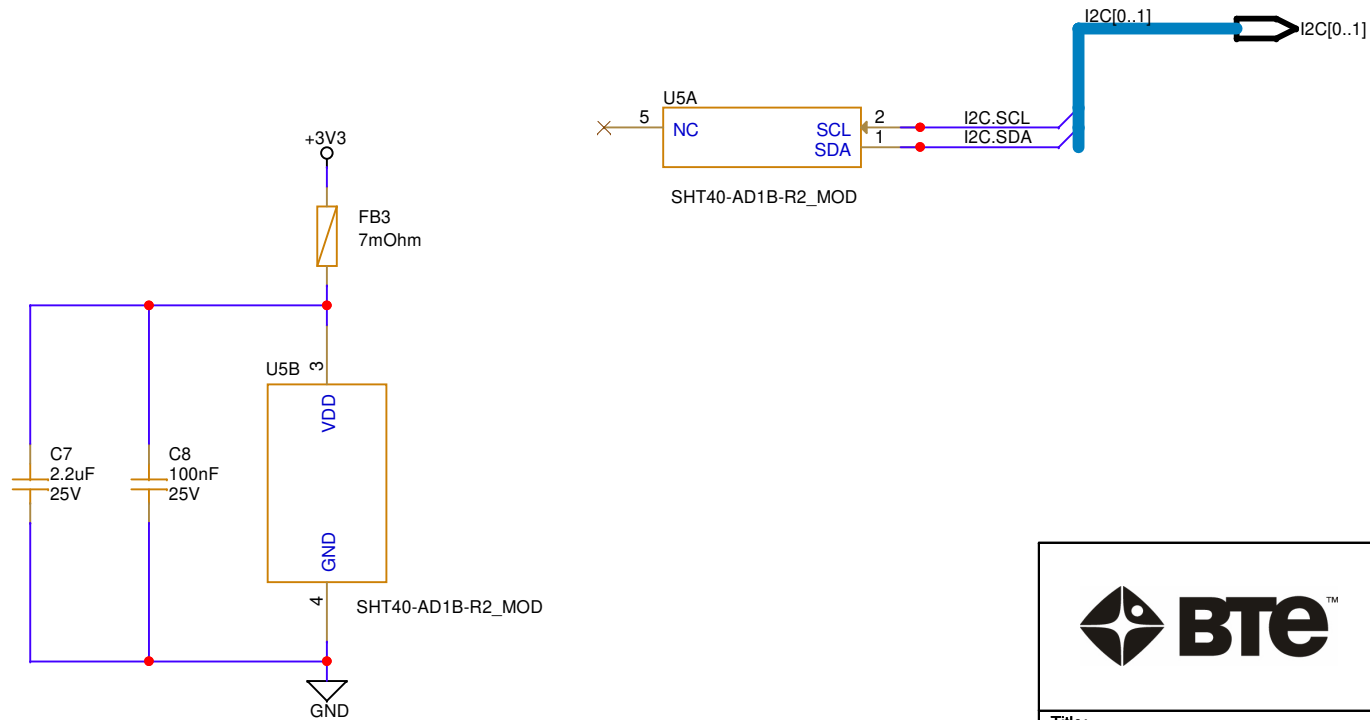 I2C[0..1]
I2C[0..1]
U5A
5
NC
SCL
2
I2C.SCL
SDA
1
I2C.SDA
SHT40-AD1B-R2_MOD
+3V3
FB3
7mOhm
U5B
3
VDD
C7
2.2uF
25V
C8
100nF
25V
GND
4
SHT40-AD1B-R2_MOD
GND
BTe™